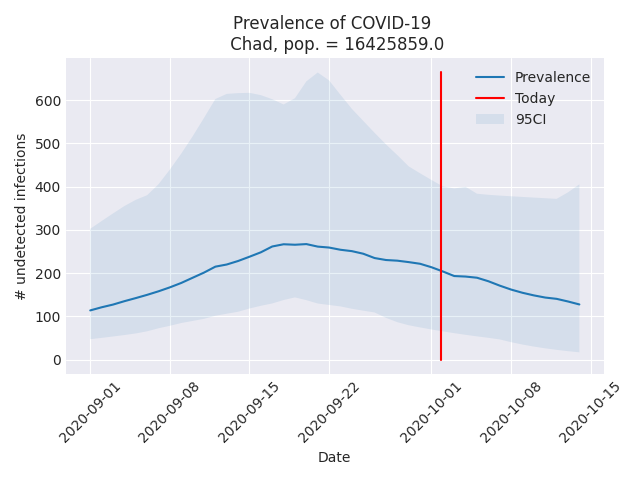 Prevalence of COVID-19
Chad, pop. = 16425859.0
Prevalence
Today
95CI
# undetected infections
600
500
400
300
200
100
0
2020-09-01
2020-09-08
2020-09-15
2020-09-22
2020-10-01
2020-10-08
2020-10-15
Date